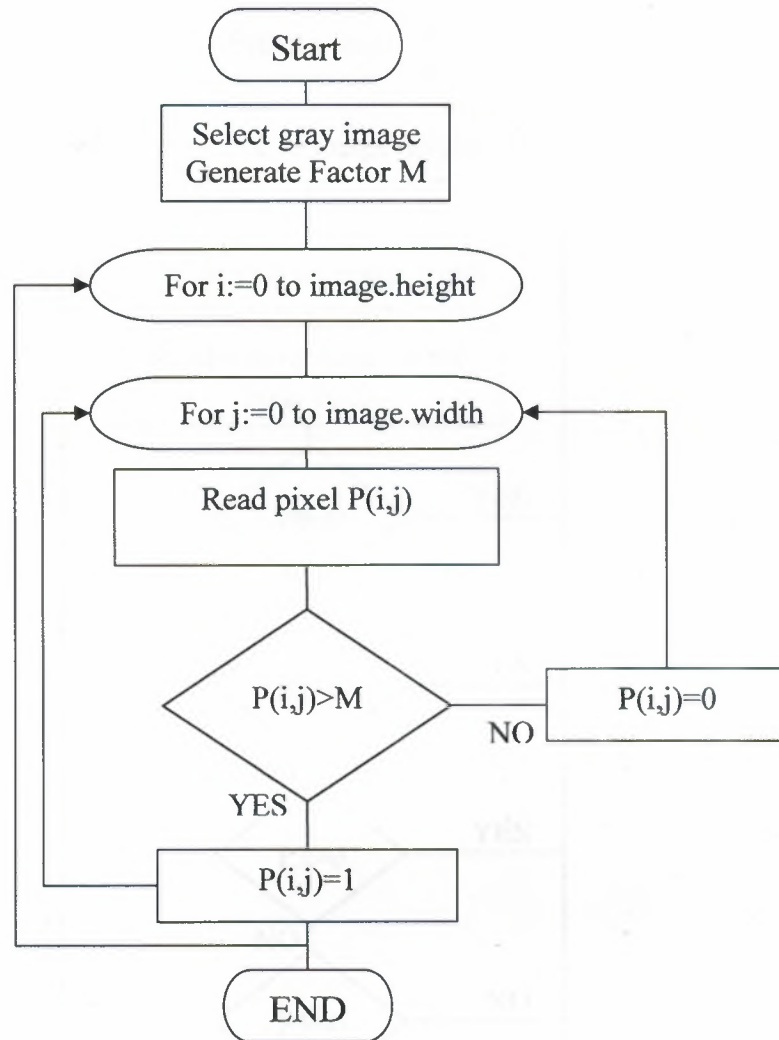 Start
Select gray image
Generate Factor M
For i:=0 to image.height
For j:=0 to image.width
Read pixel P(i,j)
P(i,j)>M
NO
P(i,j)=0
YES
P(i,j)=1
END